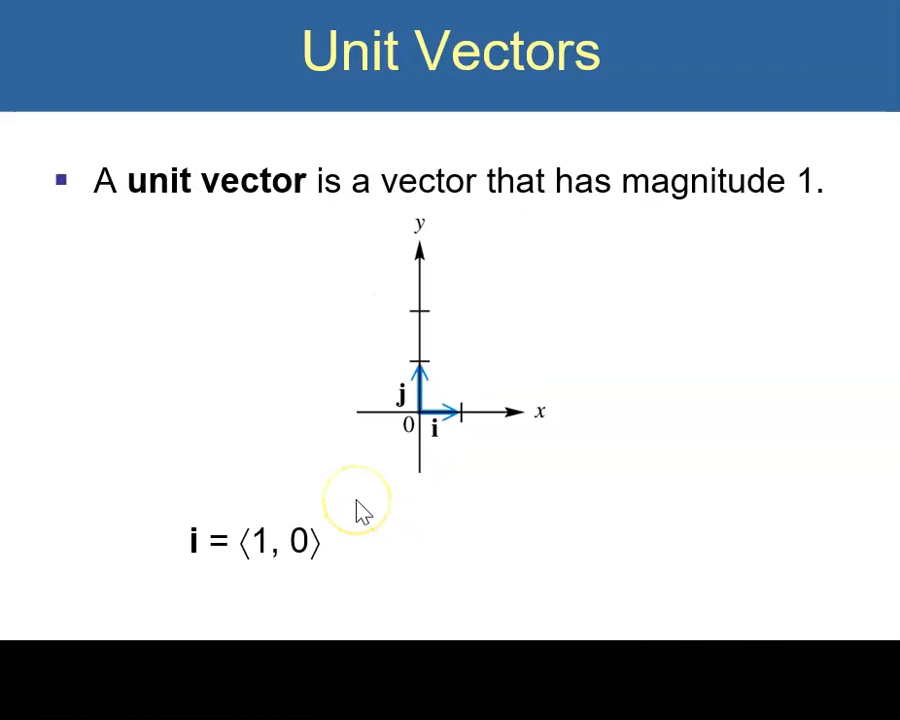 Unit Vectors
A unit vector is a vector that has magnitude 1.
y
j
x
0
i
i = ⟨1, 0⟩